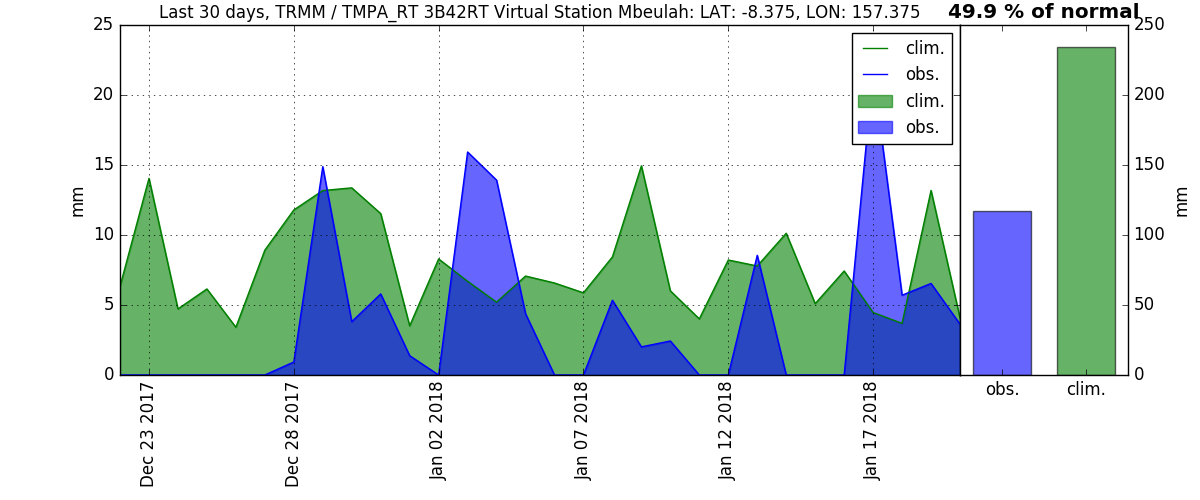 Last 30 days, TRMM / TMPA_RT 3B42RT Virtual Station Mbeulah: LAT: -8.375, LON: 157.375
49.9 % of normal
25
20
15
10
5
0
mm
clim.
obs.
clim.
obs.
Dec 23 2017
Dec 28 2017
Jan 02 2018
Jan 07 2018
Jan 12 2018
Jan 17 2018
250
200
150
100
50
0
mm
obs.
clim.